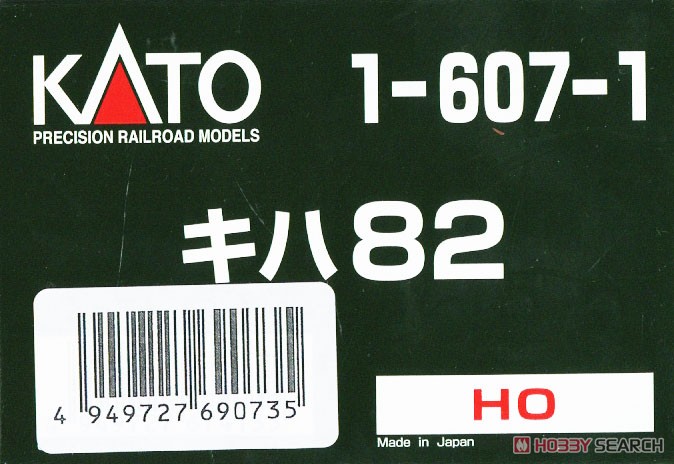 KATO
PRECISION RAILROAD MODELS
1-607-1
キハ82
4 949727 690735
HO
Made in Japan
HOBBY SEARCH